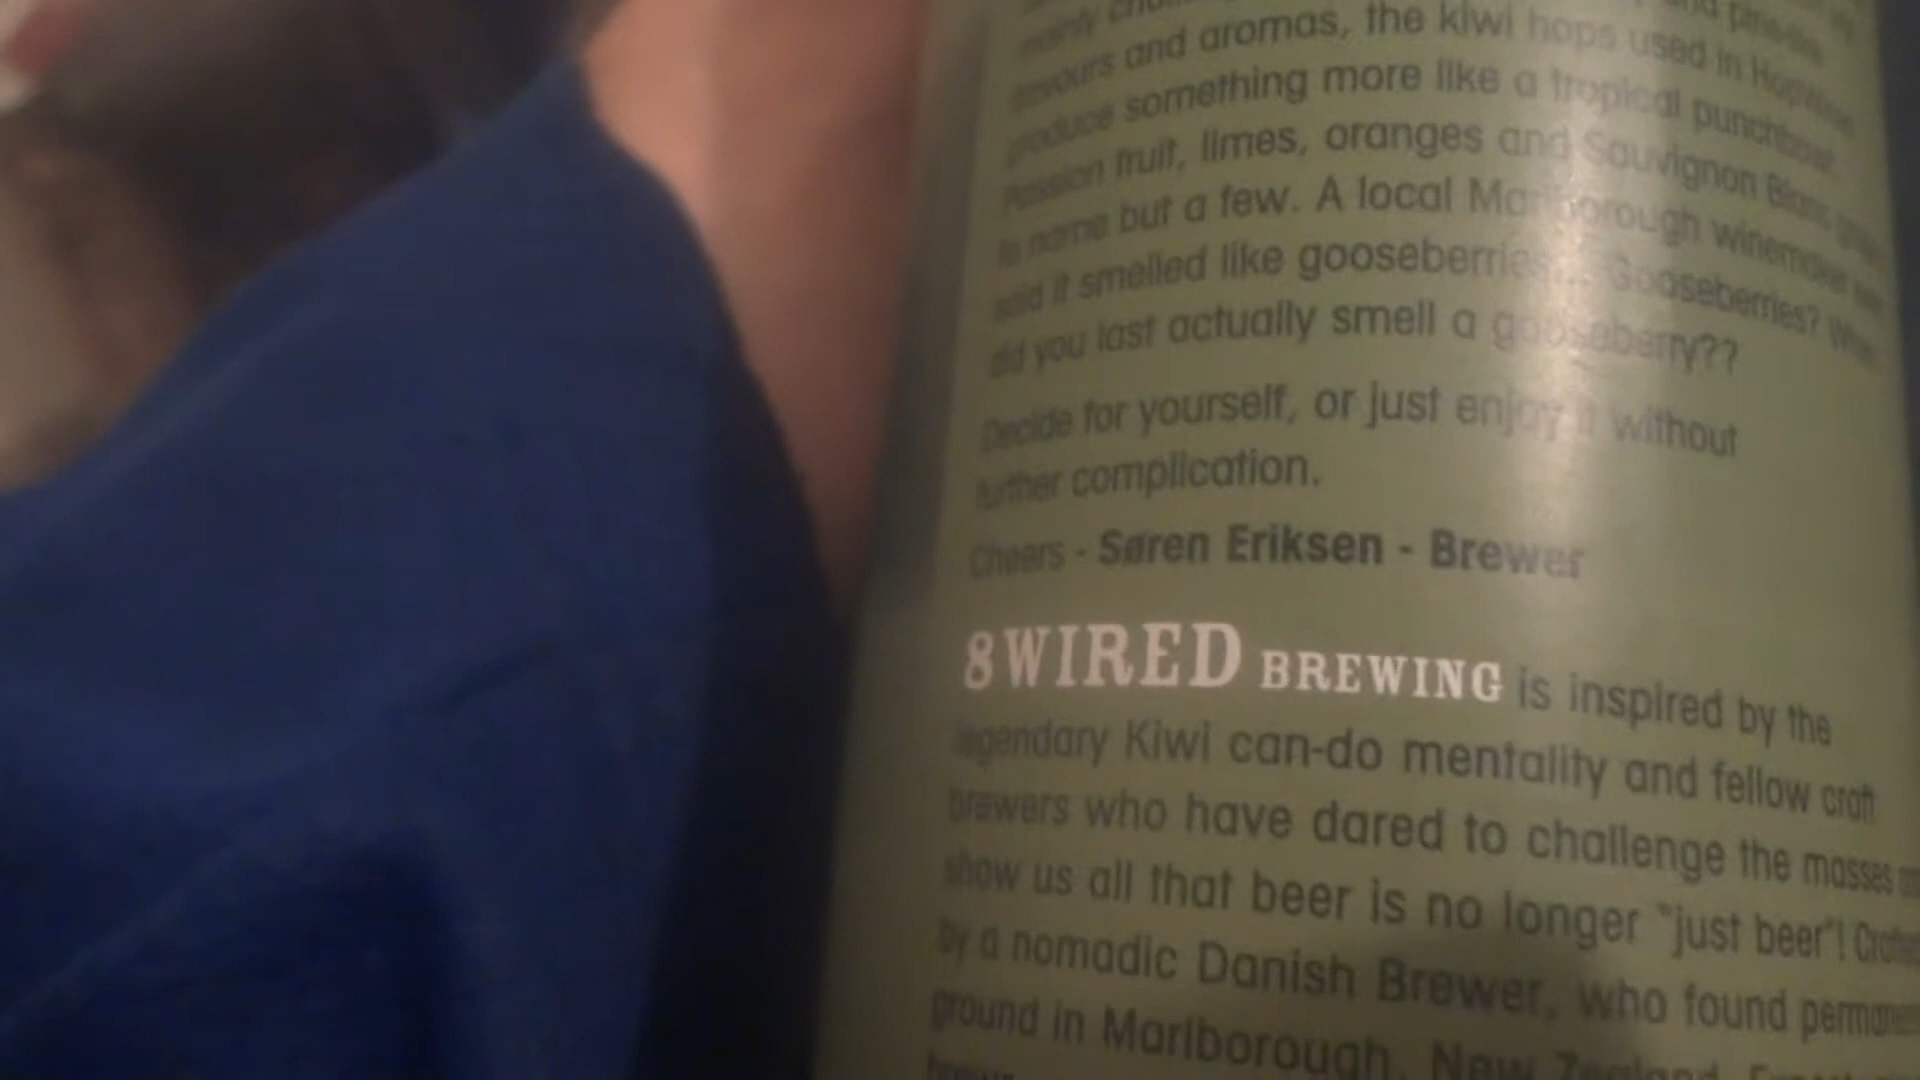 mainly
flavours and aromas, the kiwi hops used in HopWired
produce something more like a tropical punchbowl.
Passion fruit, limes, oranges and Sauvignon Blanc
to name but a few. A local Marlborough winemaker
said it smelled like gooseberries... Gooseberries? When
did you last actually smell a gooseberry??
Decide for yourself, or just enjoy it without
further complication.
Cheers - Søren Eriksen - Brewer
8 WIRED BREWING is inspired by the
legendary Kiwi can-do mentality and fellow craft
brewers who have dared to challenge the masses
show us all that beer is no longer "just beer"!
by a nomadic Danish Brewer, who found
ground in Marlborough, New Zealand.